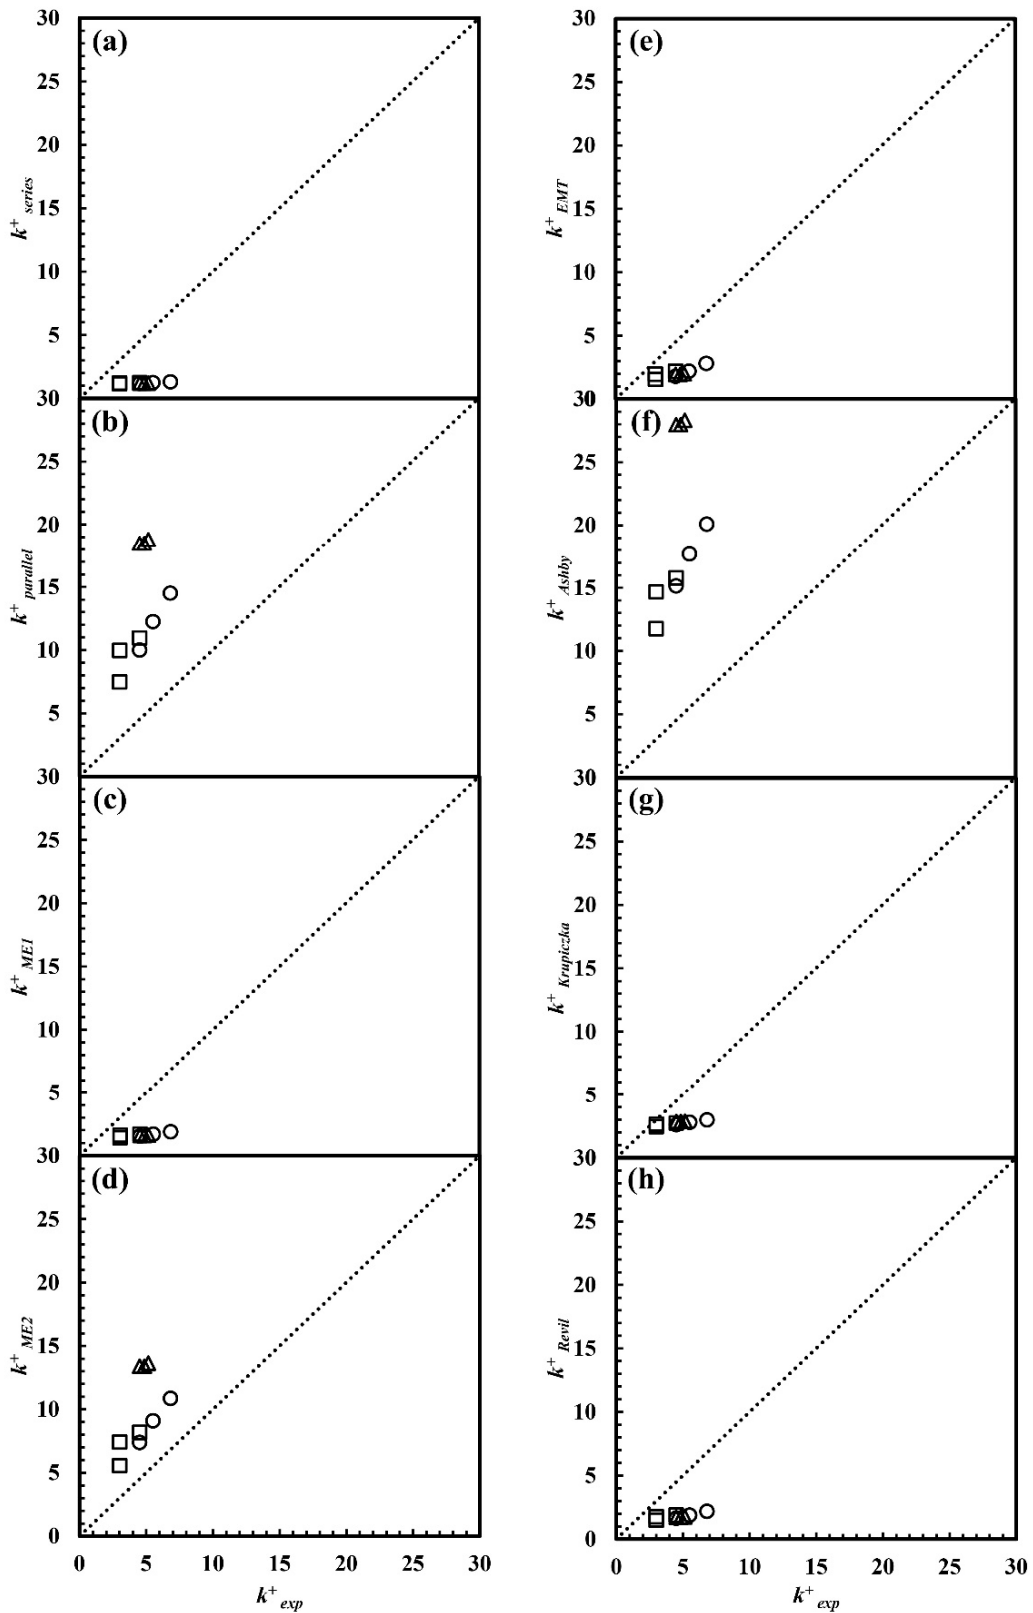 (a)
30
25
20
15
10
5
k⁺ series
(b)
30
25
20
15
10
5
k⁺ parallel
(c)
30
25
20
15
10
5
k⁺ ME1
(d)
30
25
20
15
10
5
0
k⁺ ME2
0 5 10 15 20 25 30
k⁺ exp
(e)
30
25
20
15
10
5
k⁺ EMT
(f)
30
25
20
15
10
5
k⁺ Ashby
(g)
30
25
20
15
10
5
k⁺ Krupiczka
(h)
30
25
20
15
10
5
0
k⁺ Revil
0 5 10 15 20 25 30
k⁺ exp